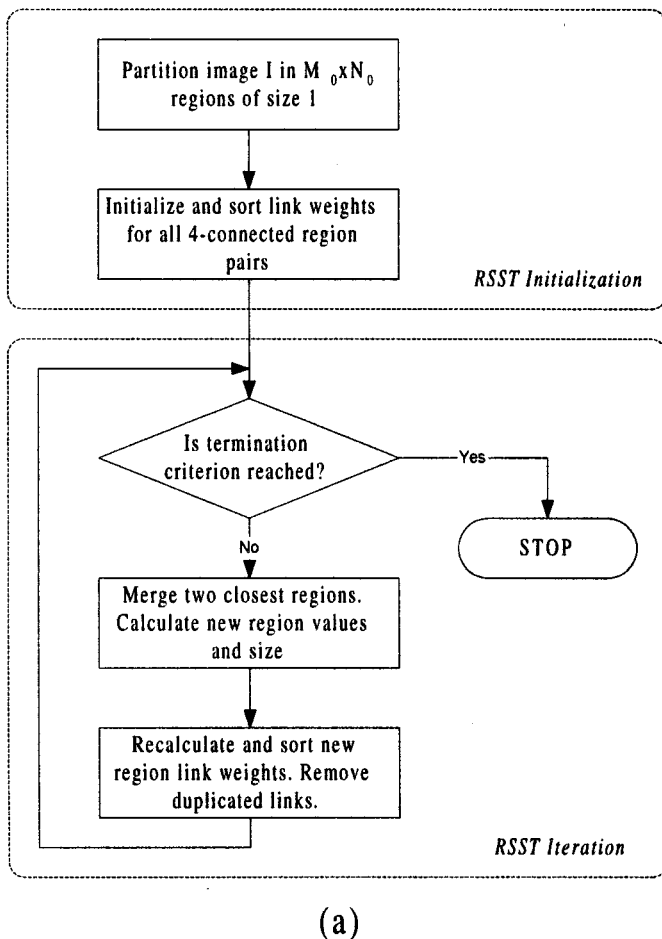 Partition image I in M 0xN0
regions of size 1
Initialize and sort link weights
for all 4-connected region
pairs
RSST Initialization
Is termination
criterion reached?
Yes
STOP
No
Merge two closest regions.
Calculate new region values
and size
Recalculate and sort new
region link weights. Remove
duplicated links.
RSST Iteration
(a)